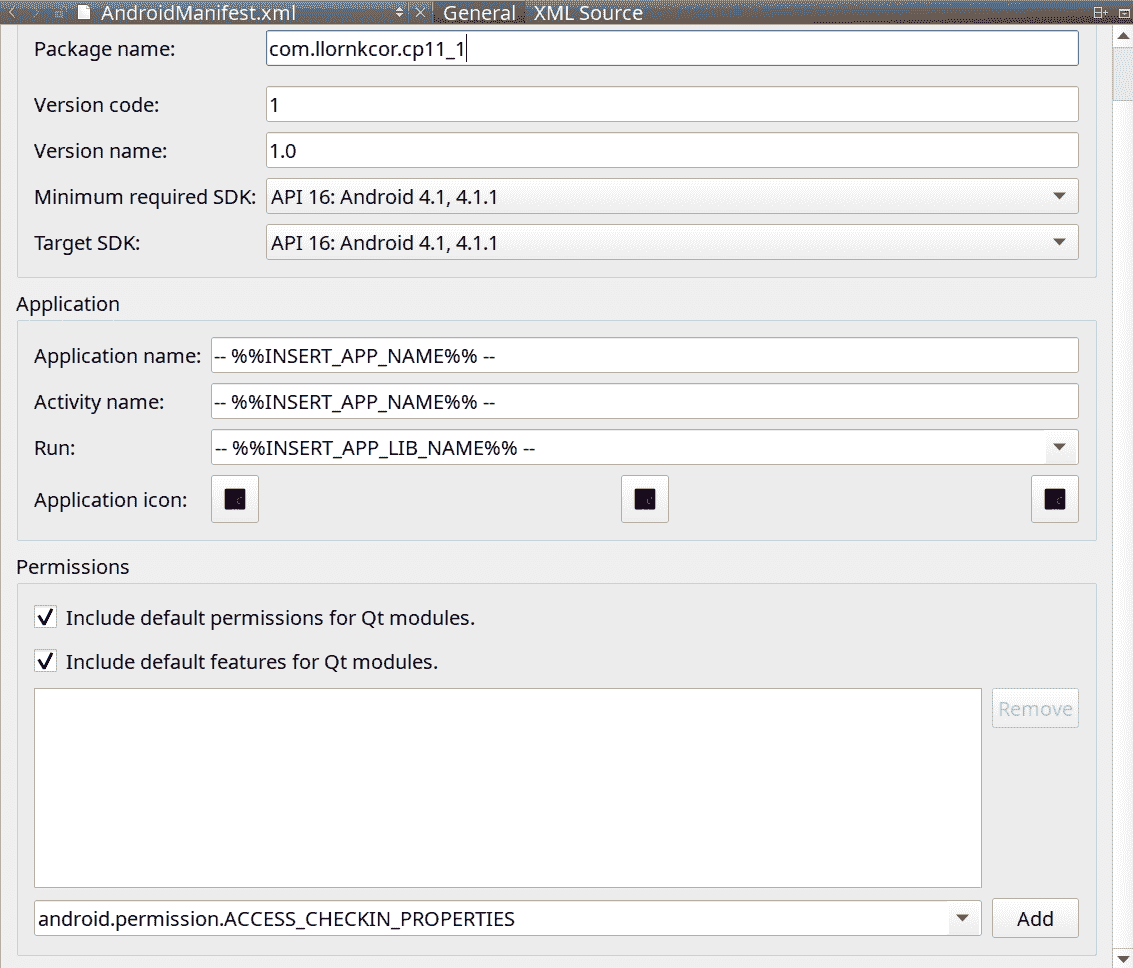 AndroidManifest.xml General XML Source
Package name: com.llornkcor.cp11_1
Version code: 1
Version name: 1.0
Minimum required SDK: API 16: Android 4.1, 4.1.1
Target SDK: API 16: Android 4.1, 4.1.1
Application
Application name: -- %%INSERT_APP_NAME%% --
Activity name: -- %%INSERT_APP_NAME%% --
Run: -- %%INSERT_APP_LIB_NAME%% --
Application icon:
Permissions
Include default permissions for Qt modules.
Include default features for Qt modules.
Remove
android.permission.ACCESS_CHECKIN_PROPERTIES Add